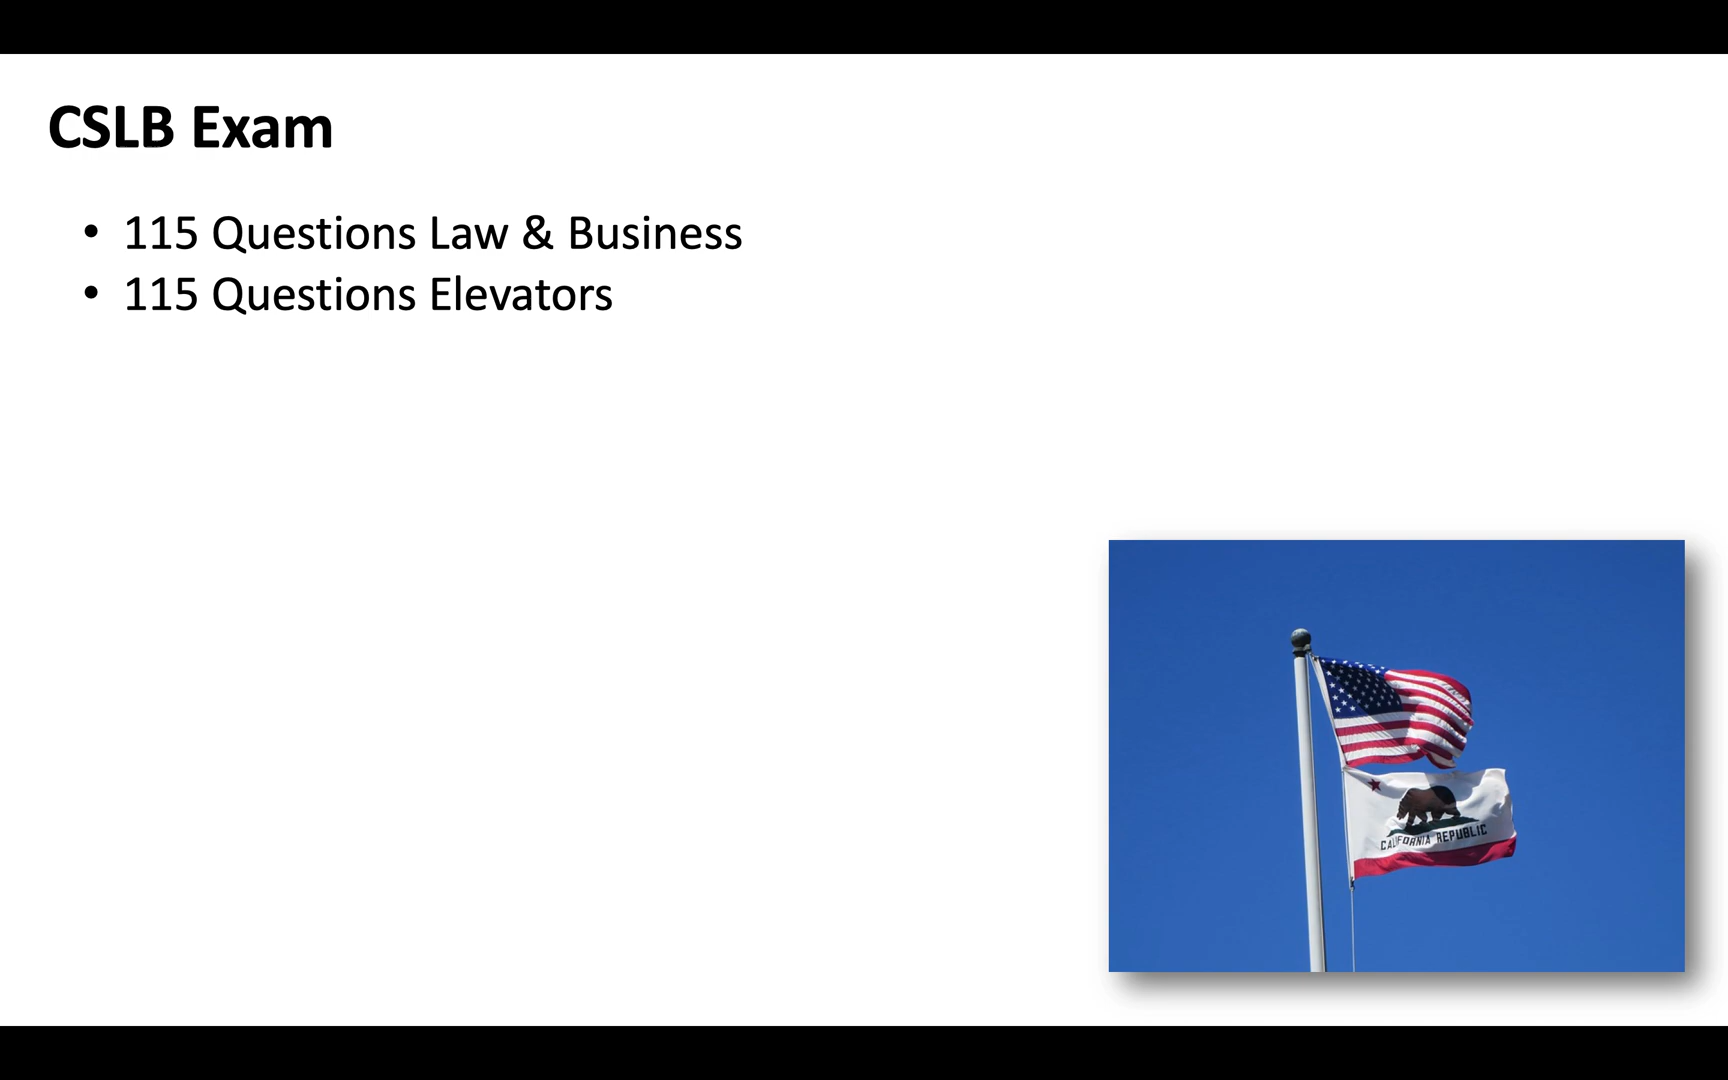 CSLB Exam
• 115 Questions Law & Business
• 115 Questions Elevators
CALIFORNIA REPUBLIC